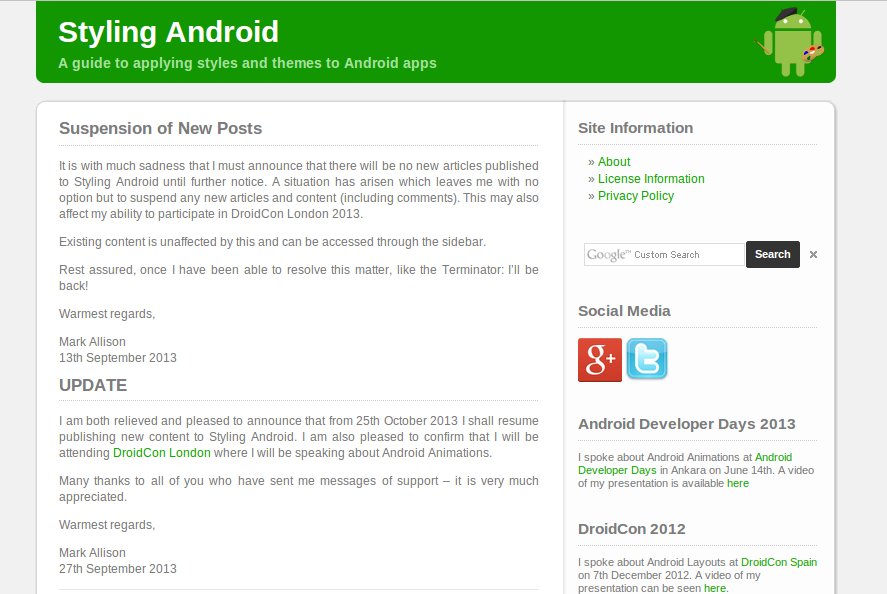 Styling Android
A guide to applying styles and themes to Android apps
Suspension of New Posts
It is with much sadness that I must announce that there will be no new articles published
to Styling Android until further notice. A situation has arisen which leaves me with no
option but to suspend any new articles and content (including comments). This may also
affect my ability to participate in DroidCon London 2013.
Existing content is unaffected by this and can be accessed through the sidebar.
Rest assured, once I have been able to resolve this matter, like the Terminator: I'll be
back!
Warmest regards,
Mark Allison
13th September 2013
UPDATE
I am both relieved and pleased to announce that from 25th October 2013 I shall resume
publishing new content to Styling Android. I am also pleased to confirm that I will be
attending DroidCon London where I will be speaking about Android Animations.
Many thanks to all of you who have sent me messages of support – it is very much
appreciated.
Warmest regards,
Mark Allison
27th September 2013
Site Information
» About
» License Information
» Privacy Policy
Google™ Custom Search
Search
×
Social Media
g+
t
Android Developer Days 2013
I spoke about Android Animations at Android
Developer Days in Ankara on June 14th. A video
of my presentation is available here
DroidCon 2012
I spoke about Android Layouts at DroidCon Spain
on 7th December 2012. A video of my
presentation can be seen here.